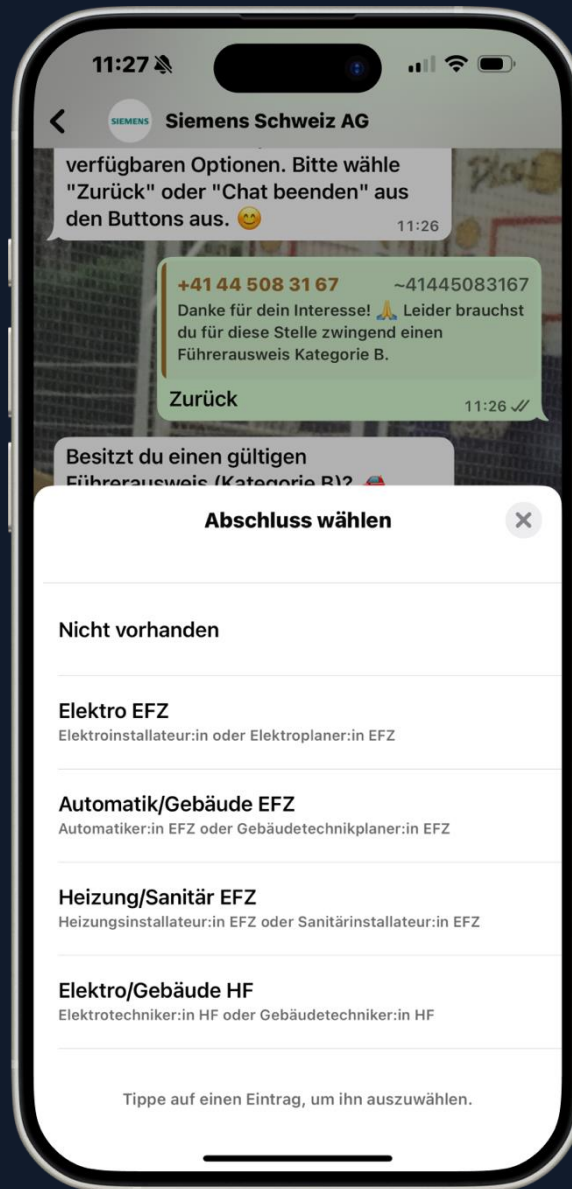 11:27
SIEMENS
Siemens Schweiz AG
verfügbaren Optionen. Bitte wähle
"Zurück" oder "Chat beenden" aus
den Buttons aus. 😊
11:26
+41 44 508 31 67 ~41445083167
Danke für dein Interesse! 🙏 Leider brauchst
du für diese Stelle zwingend einen
Führerausweis Kategorie B.
Zurück
11:26
Besitzt du einen gültigen
Führerausweis (Kategorie B)? 🚗
Abschluss wählen
Nicht vorhanden
Elektro EFZ
Elektroinstallateur:in oder Elektroplaner:in EFZ
Automatik/Gebäude EFZ
Automatiker:in EFZ oder Gebäudetechnikplaner:in EFZ
Heizung/Sanitär EFZ
Heizungsinstallateur:in EFZ oder Sanitärinstallateur:in EFZ
Elektro/Gebäude HF
Elektrotechniker:in HF oder Gebäudetechniker:in HF
Tippe auf einen Eintrag, um ihn auszuwählen.